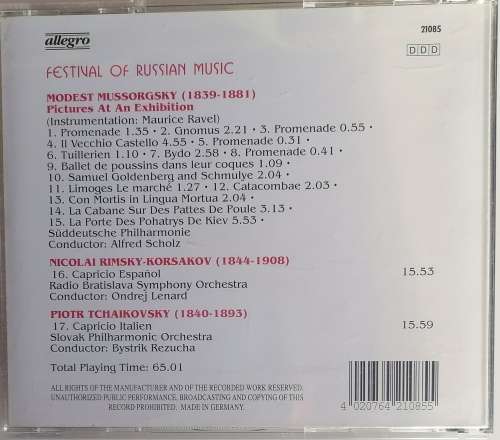 allegro
21085
DDD
FESTIVAL OF RUSSIAN MUSIC
MODEST MUSSORGSKY (1839-1881)
Pictures At An Exhibition
(Instrumentation: Maurice Ravel)
1. Promenade 1.35 • 2. Gnomus 2.21 • 3. Promenade 0.55 •
4. Il Vecchio Castello 4.55 • 5. Promenade 0.31 •
6. Tuillerien 1.10 • 7. Bydo 2.58 • 8. Promenade 0.41 •
9. Ballet de poussins dans leur coques 1.09 •
10. Samuel Goldenberg and Schmulye 2.04 •
11. Limoges Le marché 1.27 • 12. Catacombae 2.03 •
13. Con Mortis in Lingua Mortua 2.04 •
14. La Cabane Sur Des Pattes De Poule 3.13 •
15. La Porte Des Pohatrys De Kiev 5.53 •
Süddeutsche Philharmonie
Conductor: Alfred Scholz
NICOLAI RIMSKY-KORSAKOV (1844-1908)
16. Capricio Español 15.53
Radio Bratislava Symphony Orchestra
Conductor: Ondrej Lenard
PIOTR TCHAIKOVSKY (1840-1893)
17. Capricio Italien 15.59
Slovak Philharmonic Orchestra
Conductor: Bystrik Rezucha
Total Playing Time: 65.01
ALL RIGHTS OF THE MANUFACTURER AND OF THE RECORDED WORK RESERVED.
UNAUTHORIZED PUBLIC PERFORMANCE, BROADCASTING AND COPYING OF THIS
RECORD PROHIBITED. MADE IN GERMANY.
4 020764 210855